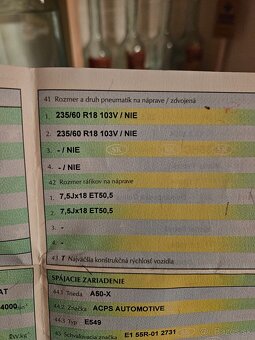 41 Rozmer a druh pneumatík na náprave / zdvojená
1. 235/60 R18 103V / NIE
2. 235/60 R18 103V / NIE
3. - / NIE
4. - / NIE
42 Rozmer ráfikov na náprave
1. 7,5Jx18 ET50,5
2. 7,5Jx18 ET50,5
3. -
4. -
43 Najväčšia konštrukčná rýchlosť vozidla
SPÁJACIE ZARIADENIE
44.1 Trieda A50-X
44.2 Značka ACPS AUTOMOTIVE
44.3 Typ E549
E1 55R-01 2731
AT
4000